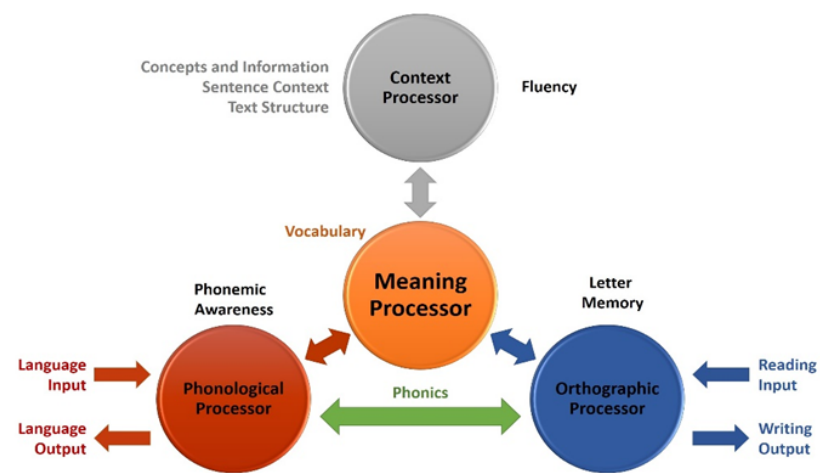 Concepts and Information
Sentence Context
Text Structure
Context
Processor
Fluency
Vocabulary
Meaning
Processor
Phonemic
Awareness
Letter
Memory
Language
Input
Language
Output
Phonological
Processor
Phonics
Orthographic
Processor
Reading
Input
Writing
Output